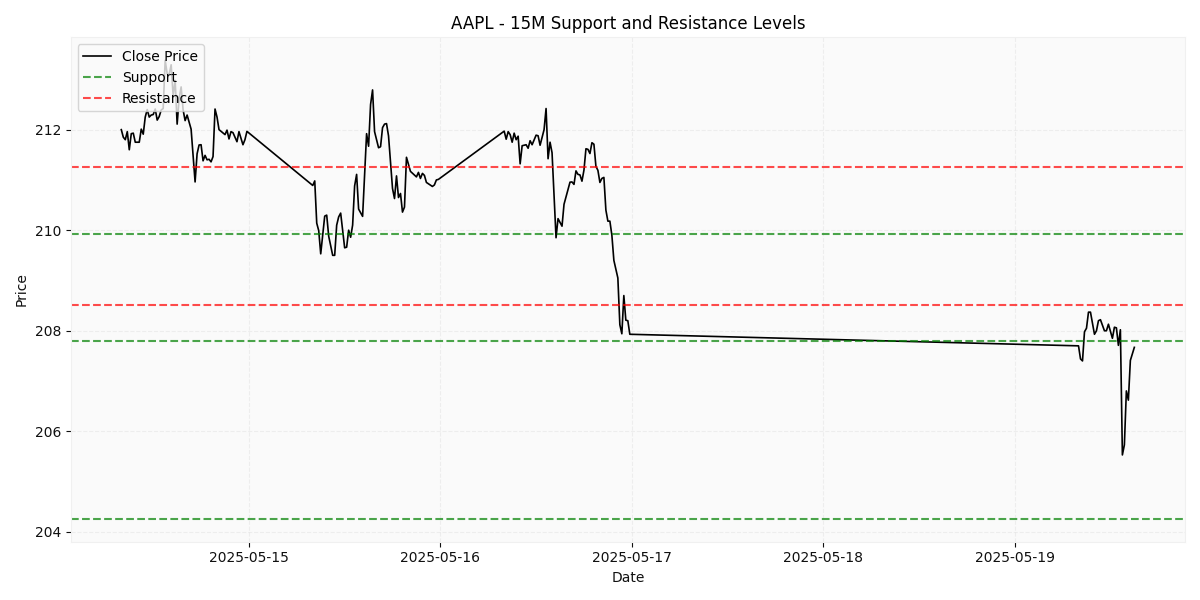 AAPL - 15M Support and Resistance Levels
Close Price
Support
Resistance
212
210
208
206
204
Price
2025-05-15
2025-05-16
2025-05-17
2025-05-18
2025-05-19
Date